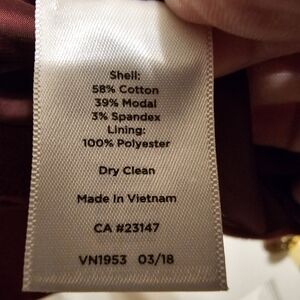 Shell:
58% Cotton
39% Modal
3% Spandex
Lining:
100% Polyester
Dry Clean
Made In Vietnam
CA #23147
VN1953 03/18